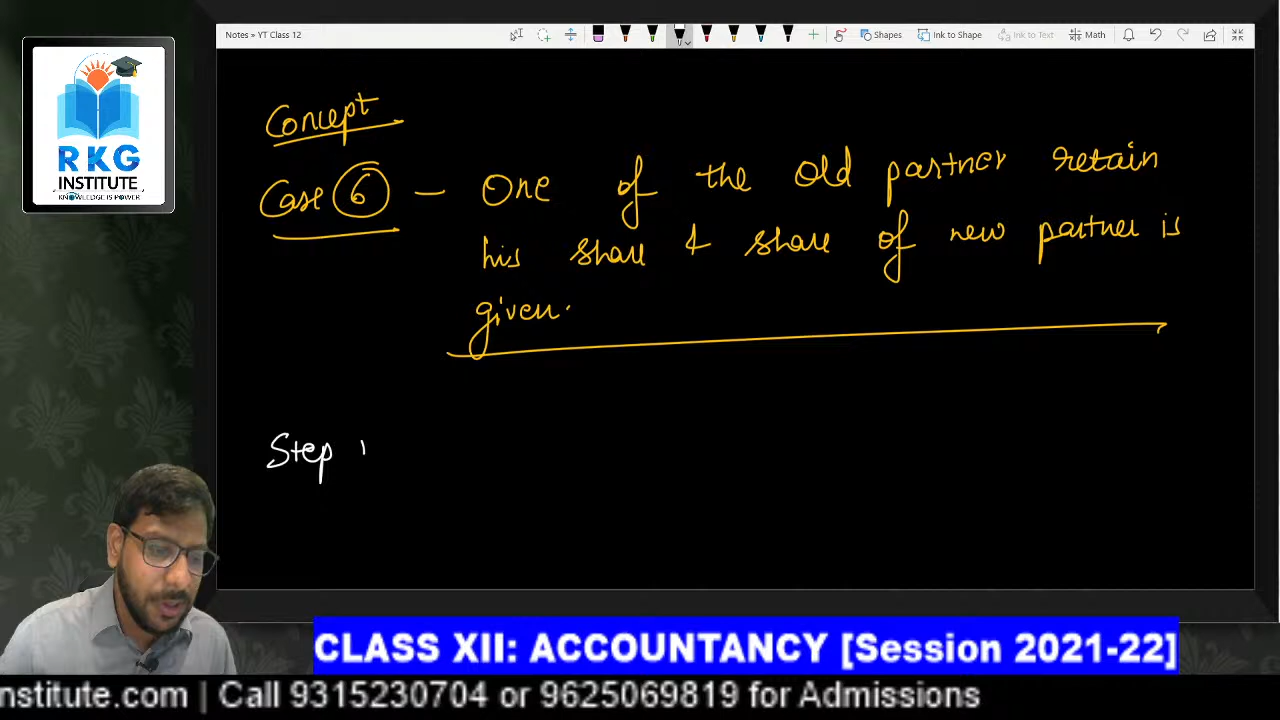 Notes » YT Class 12
Shapes
Ink to Shape
Ink to Text
Math
RKG
INSTITUTE
KNOWLEDGE IS POWER
Concept
Case 6 - One of the old partner retain
his share & share of new partner is
given.
Step 1
CLASS XII: ACCOUNTANCY [Session 2021-22]
nstitute.com | Call 9315230704 or 9625069819 for Admissions